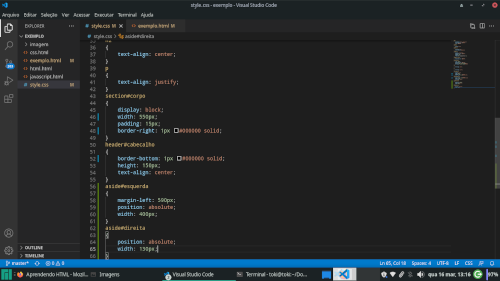 style.css - exemplo - Visual Studio Code
Arquivo Editar Seleção Ver Acessar Executar Terminal Ajuda
EXPLORER
EXEMPLO
imagem
css.html
exemplo.html
html.html
javascript.html
style.css
OUTLINE
TIMELINE
style.css
exemplo.html
style.css > aside#direita
36 {
37 text-align: center;
38 }
39 p
40 {
41 text-align: justify;
42 }
43 section#corpo
44 {
45 display: block;
46 width: 550px;
47 padding: 15px;
48 border-right: 1px #000000 solid;
49 }
50 header#cabecalho
51 {
52 border-bottom: 1px #000000 solid;
53 height: 150px;
54 text-align: center;
55 }
56 aside#esquerda
57 {
58 margin-left: 590px;
59 position: absolute;
60 width: 400px;
61 }
62 aside#direita
63 {
64 position: absolute;
65 width: 130px;
66 }
master* 0 0
Ln 65, Col 18 Spaces: 4 UTF-8 LF CSS
Aprendendo HTML - Mozil...
Imagens
Visual Studio Code
Terminal - toki@toki: ~/Do...
qua 16 mar, 13:16
97%